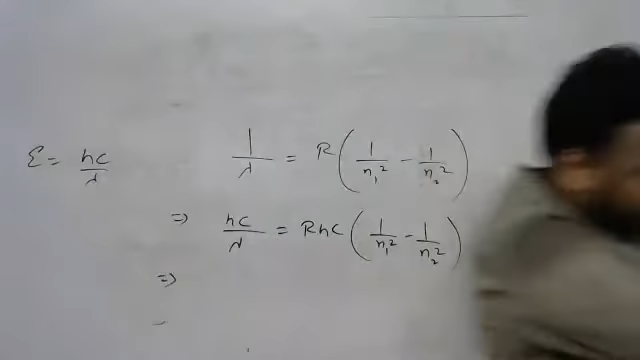 E = hc/λ
1/λ = R(1/n₁² - 1/n₂²)
⇒ hc/λ = Rhc(1/n₁² - 1/n₂²)
⇒